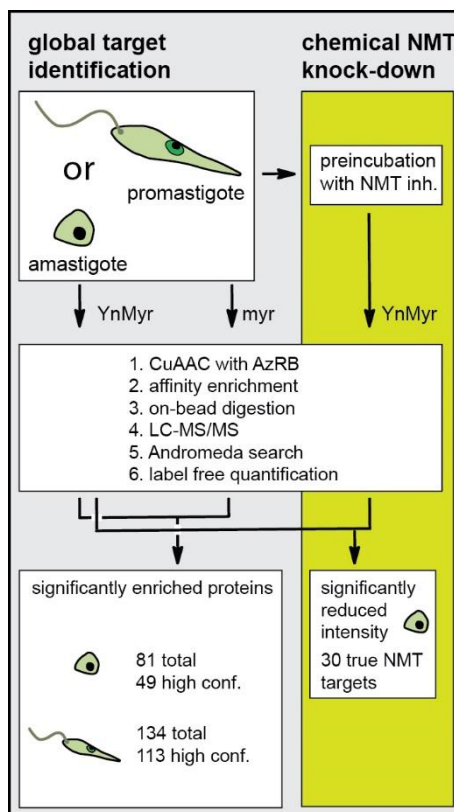 global target
identification
chemical NMT
knock-down
or
promastigote
amastigote
preincubation
with NMT inh.
YnMyr
myr
YnMyr
1. CuAAC with AzRB
2. affinity enrichment
3. on-bead digestion
4. LC-MS/MS
5. Andromeda search
6. label free quantification
significantly enriched proteins
81 total
49 high conf.
134 total
113 high conf.
significantly
reduced
intensity
30 true NMT
targets